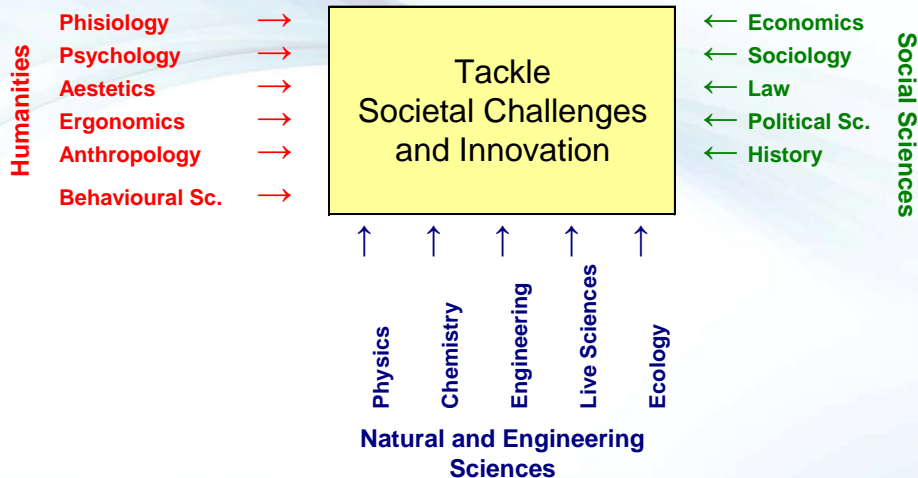 Humanities
Phisiology →
Psychology →
Aestetics →
Ergonomics →
Anthropology →
Behavioural Sc. →
Tackle
Societal Challenges
and Innovation
← Economics
← Sociology
← Law
← Political Sc.
← History
Social Sciences
↑ ↑ ↑ ↑ ↑
Physics
Chemistry
Engineering
Live Sciences
Ecology
Natural and Engineering
Sciences